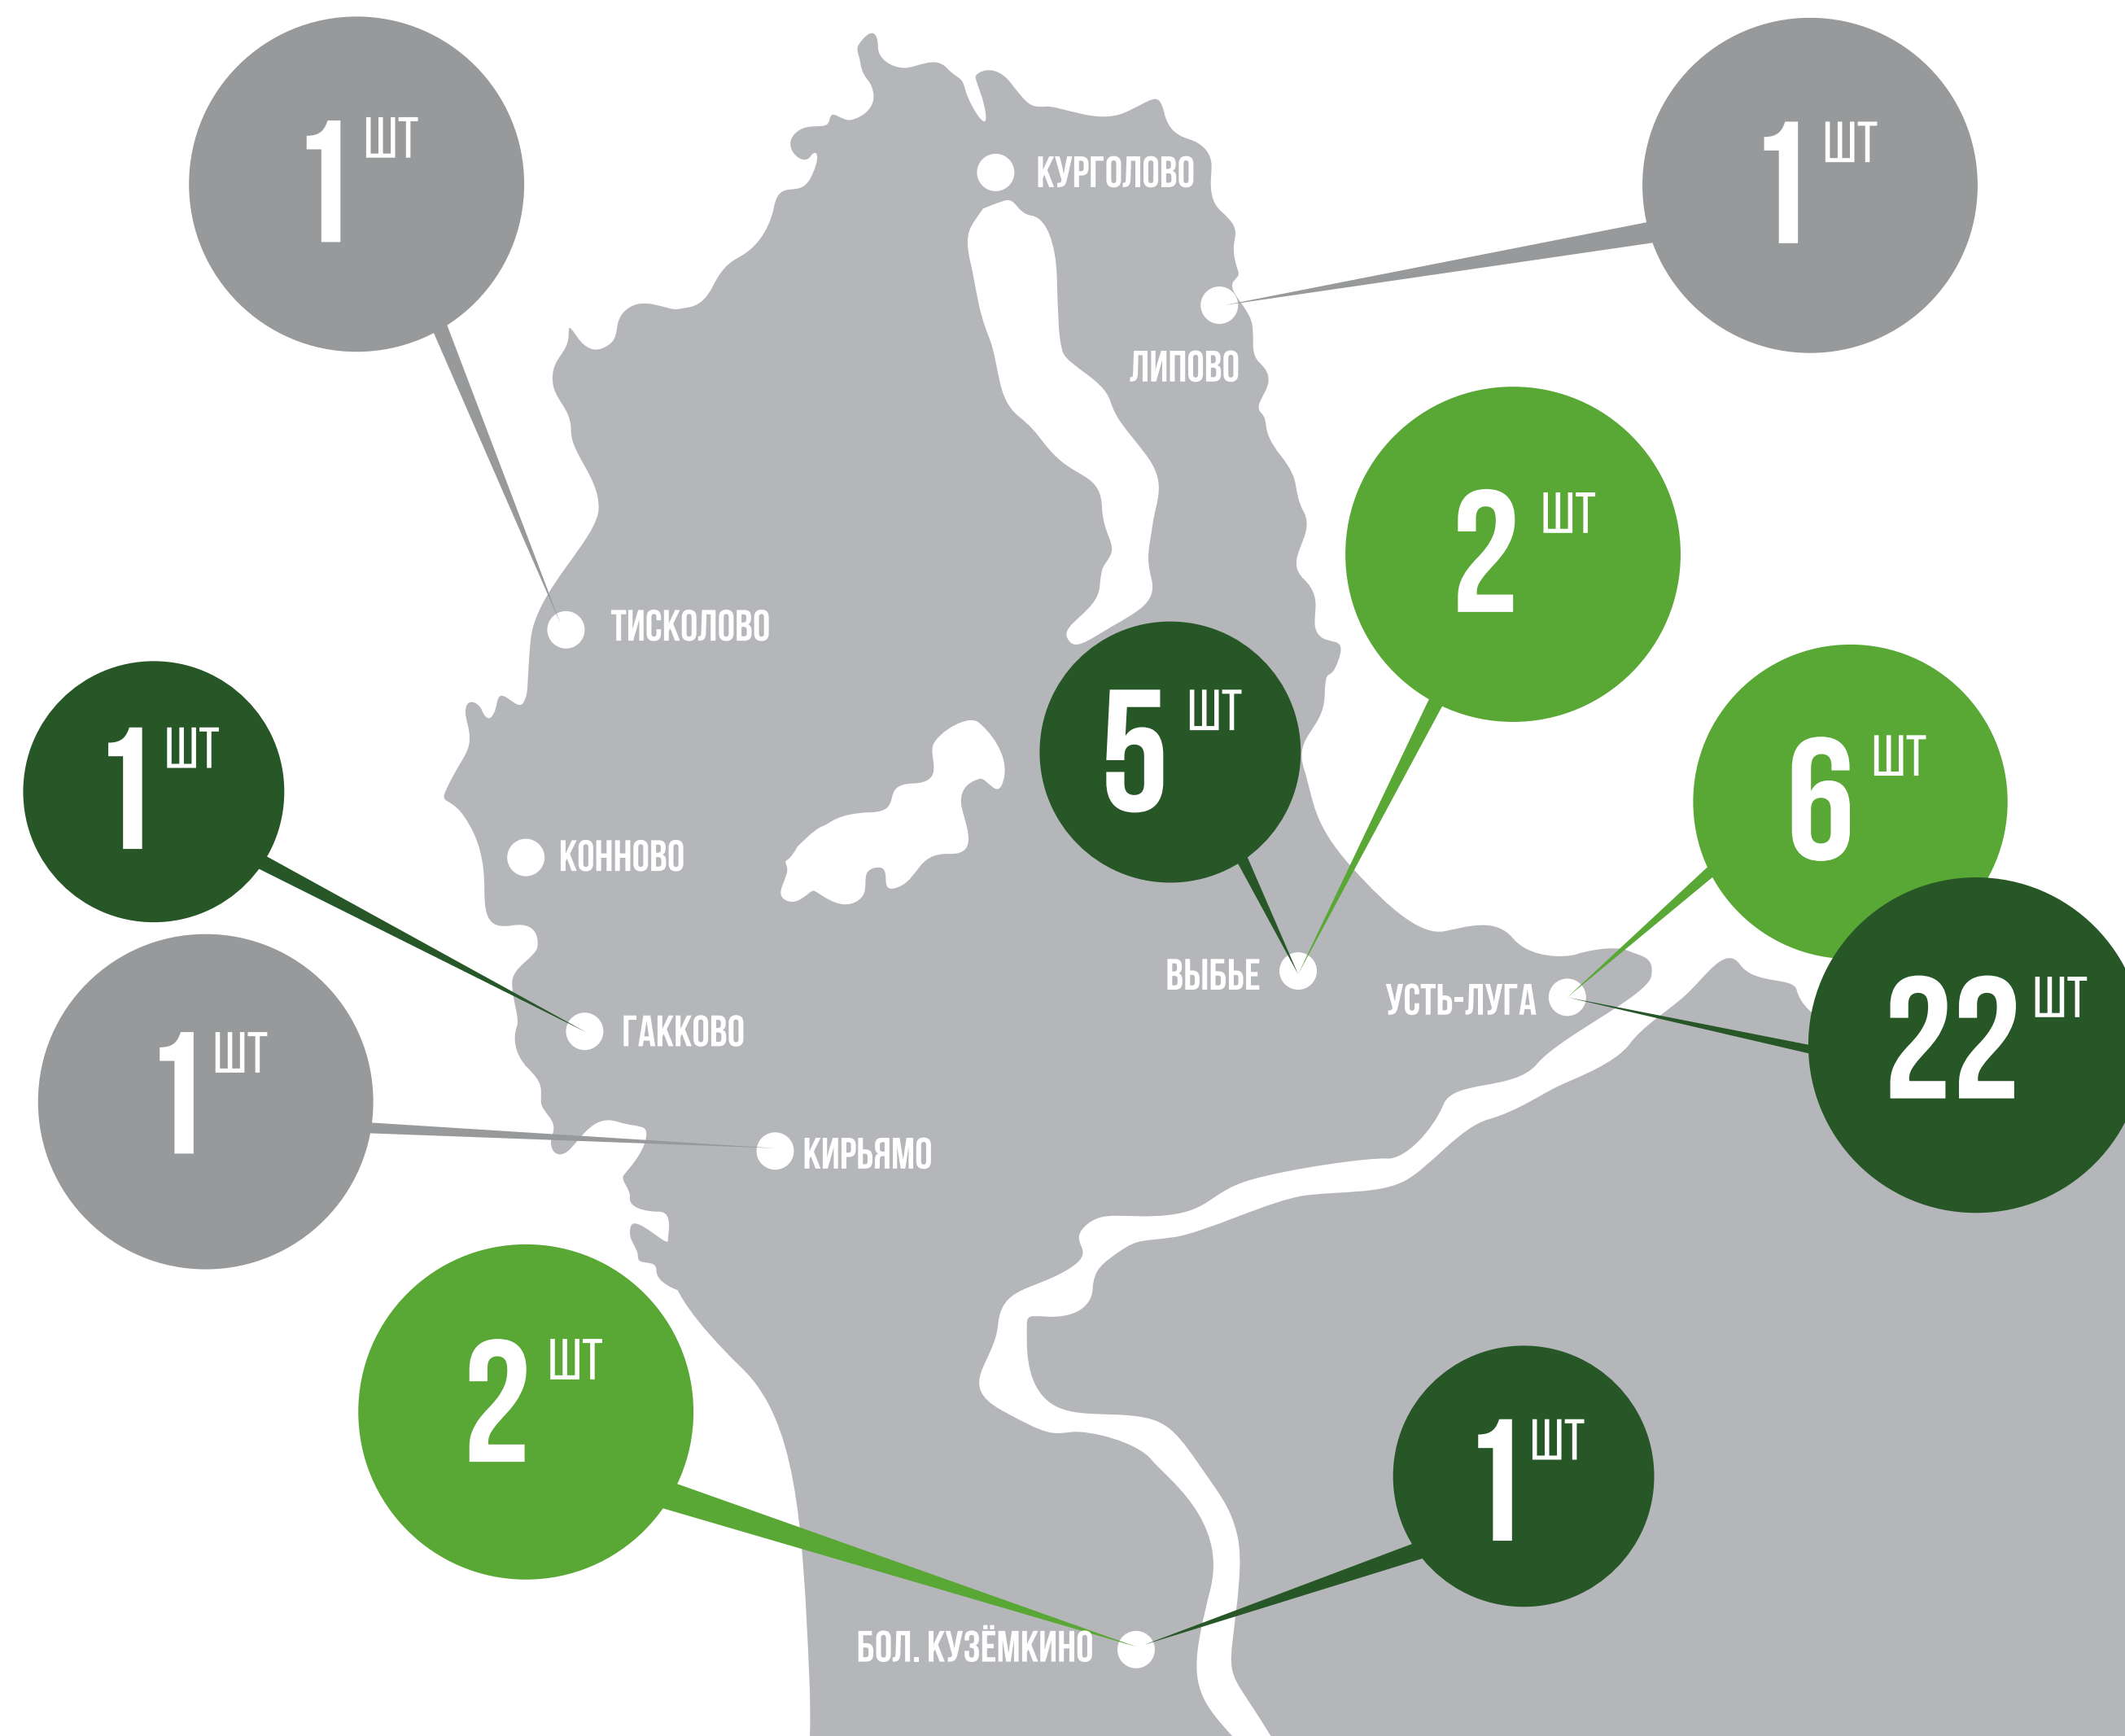 1 ШТ
1 ШТ
КУРГОЛОВО
ЛИПОВО
2 ШТ
ТИСКОЛОВО
5 ШТ
1 ШТ
6 ШТ
КОННОВО
ВЫБЬЕ
УСТЬ-ЛУГА
22 ШТ
ГАККОВО
1 ШТ
КИРЬЯМО
2 ШТ
1 ШТ
БОЛ. КУЗЁМКИНО